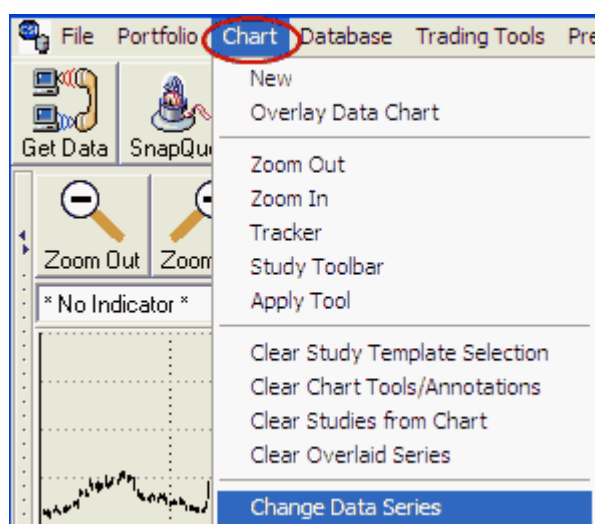 File Portfolio Chart Database Trading Tools
Get Data
New
Overlay Data Chart
Zoom Out
Zoom In
Tracker
Study Toolbar
Apply Tool
Zoom Out Zoom
* No Indicator *
Clear Study Template Selection
Clear Chart Tools/Annotations
Clear Studies from Chart
Clear Overlaid Series
Change Data Series